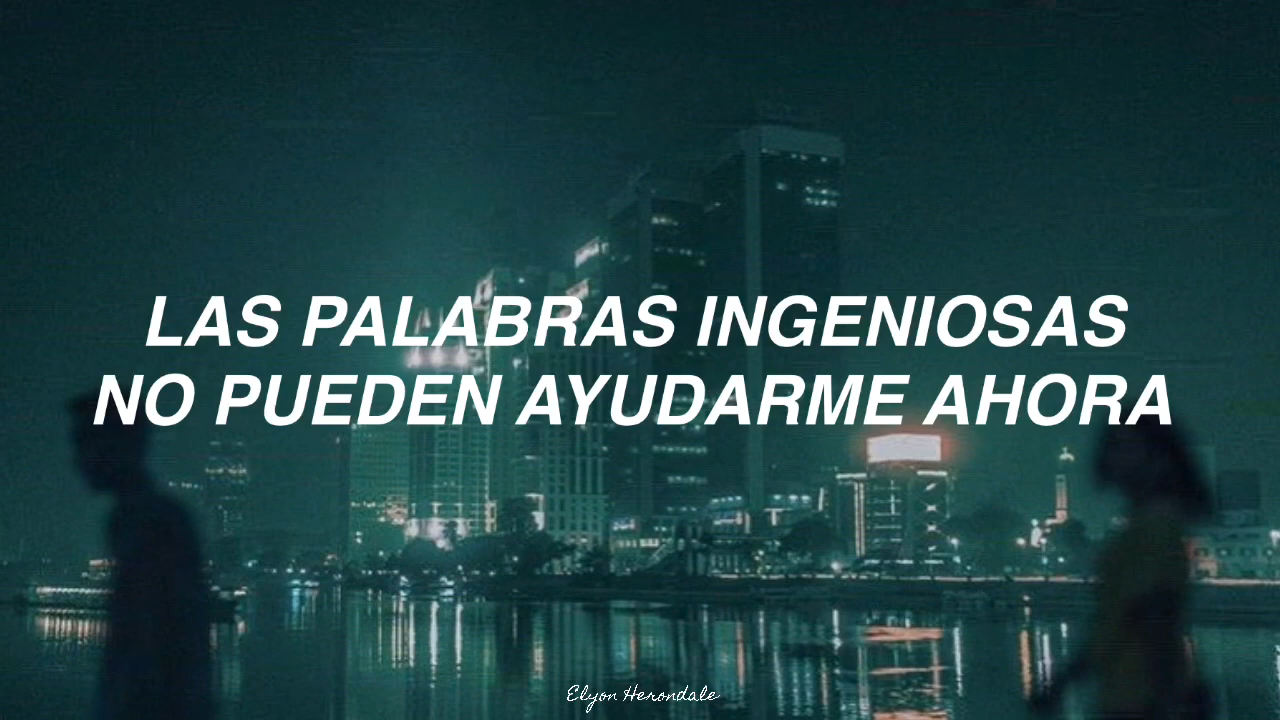 LAS PALABRAS INGENIOSAS
NO PUEDEN AYUDARME AHORA
Elyon Herondale